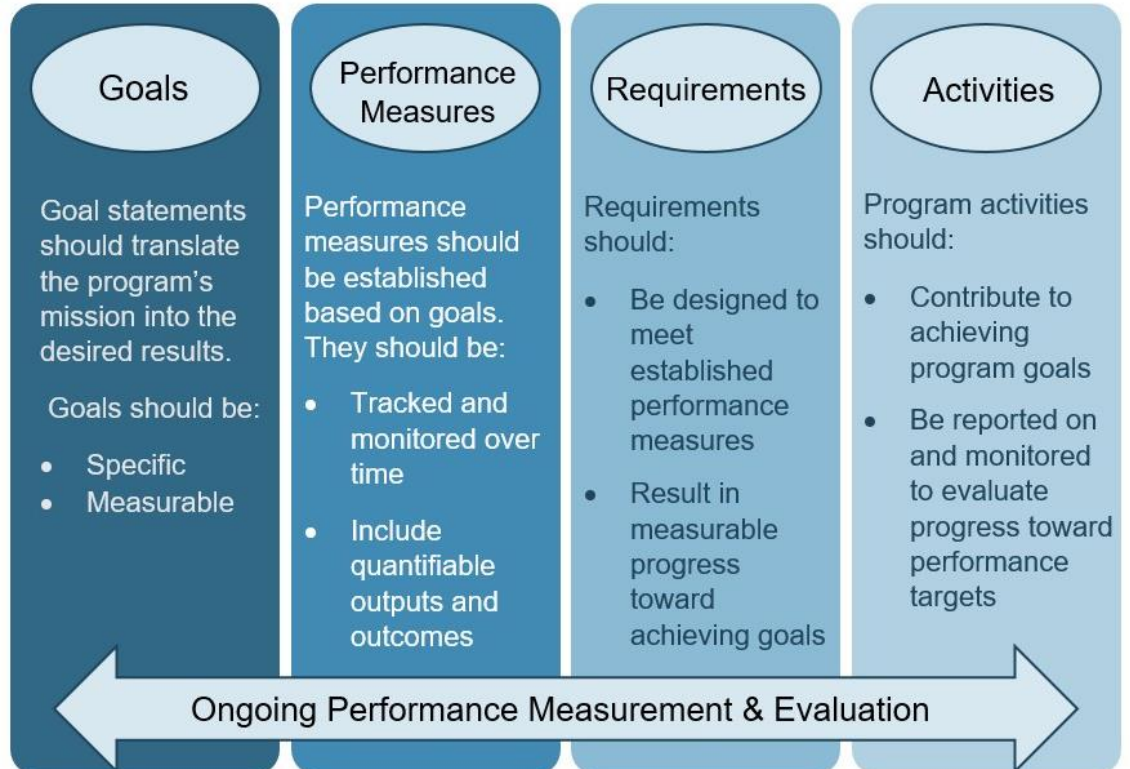 Goals
Goal statements
should translate
the program's
mission into the
desired results.
Goals should be:
• Specific
• Measurable
Performance
Measures
Performance
measures should
be established
based on goals.
They should be:
• Tracked and
monitored over
time
• Include
quantifiable
outputs and
outcomes
Requirements
Requirements
should:
• Be designed to
meet
established
performance
measures
• Result in
measurable
progress
toward
achieving goals
Activities
Program activities
should:
• Contribute to
achieving
program goals
• Be reported on
and monitored
to evaluate
progress toward
performance
targets
Ongoing Performance Measurement & Evaluation